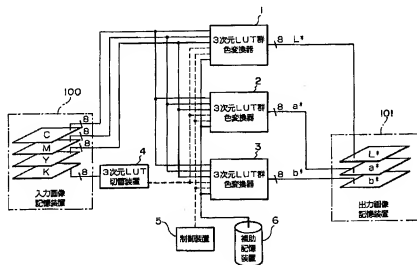 1
3次元LUT群
色変換器
8 L*
2
3次元LUT群
色変換器
8 a*
3
3次元LUT群
色変換器
8 b*
100
C
M
Y
K
8
8
8
8
入力画像
記憶装置
4
3次元LUT
切替装置
5
制御装置
6
補助
記憶
装置
101
L*
a*
b*
出力画像
記憶装置